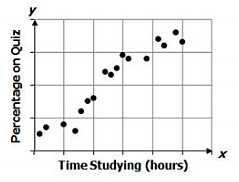 y
Percentage on Quiz
x
Time Studying (hours)